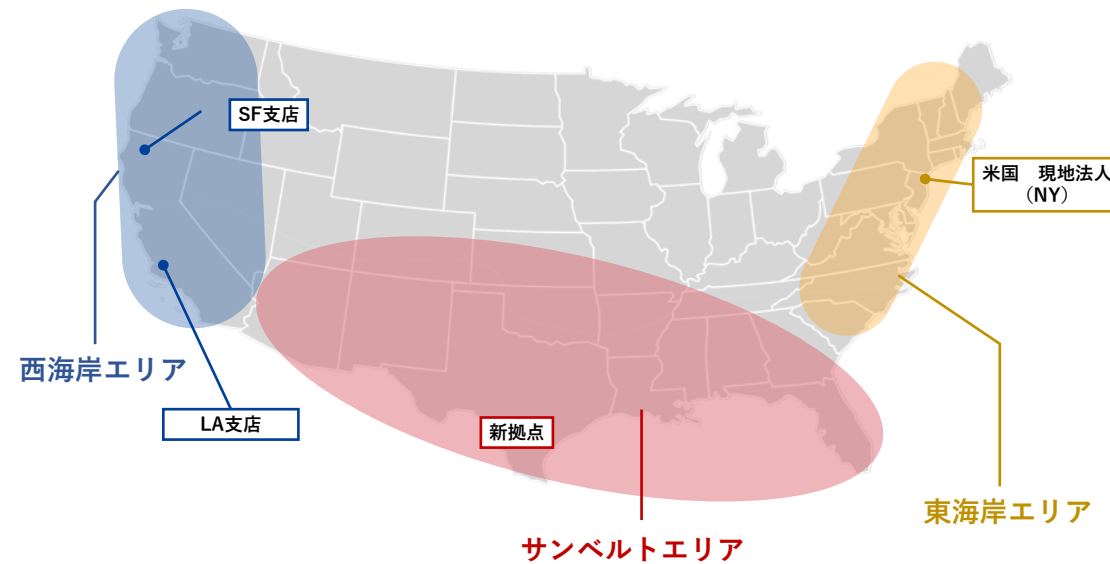 SF支店
米国　現地法人
（NY）
西海岸エリア
LA支店
新拠点
東海岸エリア
サンベルトエリア